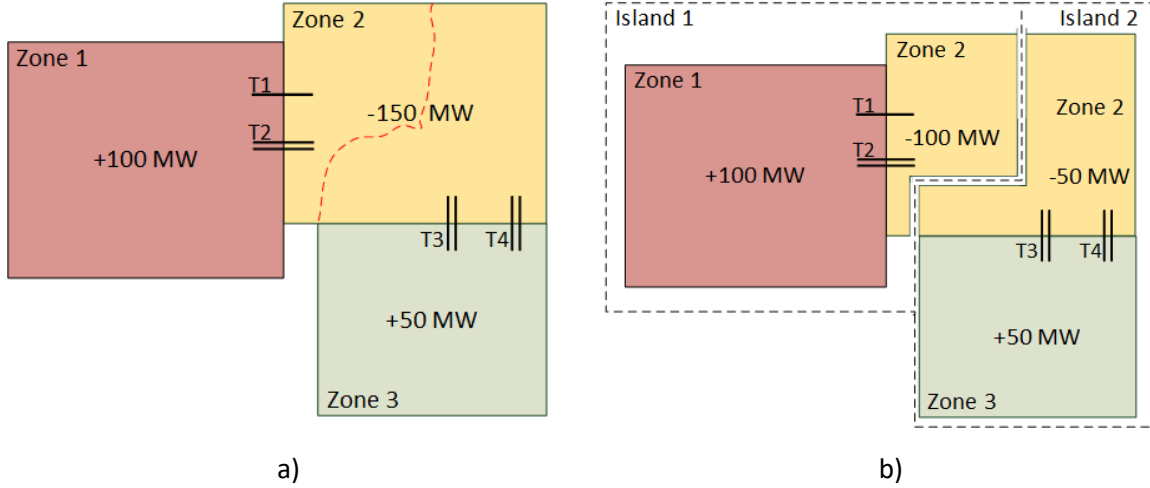 Zone 2
Zone 1
T1
-150 MW
T2
+100 MW
T3
T4
+50 MW
Zone 3
a)
Island 1
Island 2
Zone 2
Zone 1
T1
Zone 2
-100 MW
T2
+100 MW
-50 MW
T3
T4
+50 MW
Zone 3
b)